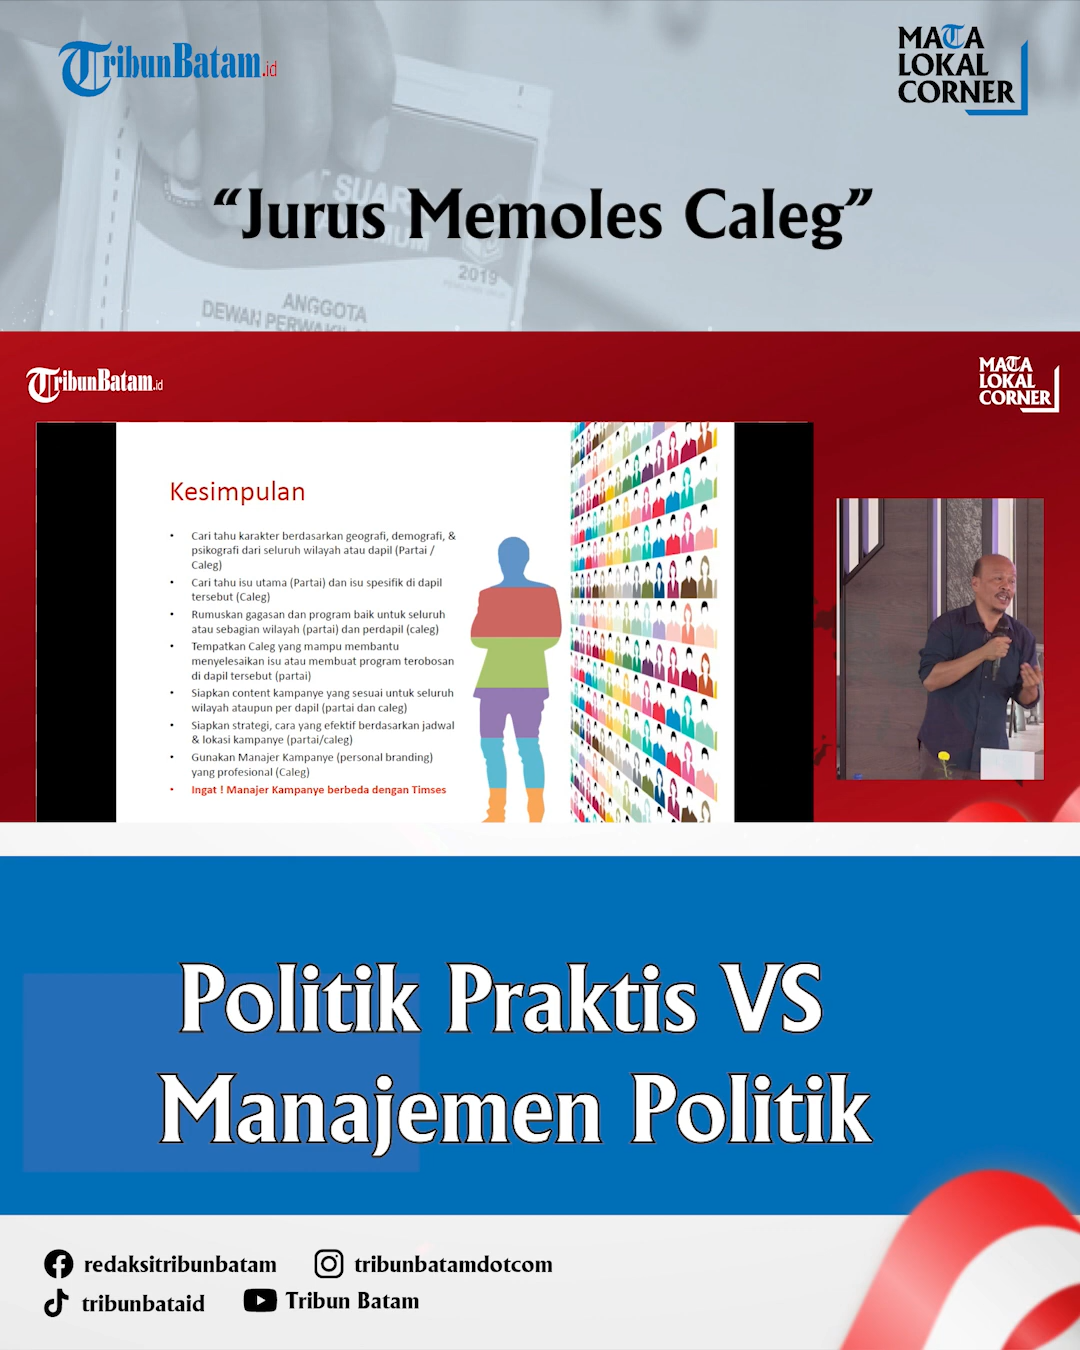 TribunBatam.id
MATA
LOKAL
CORNER
"Jurus Memoles Caleg"
SUARA
UMUM
2019
ANGGOTA
DEWAN PERWAKIL
TribunBatam.id
MATA
LOKAL
CORNER
Kesimpulan
• Cari tahu karakter berdasarkan geografi, demografi, &
psikografi dari seluruh wilayah atau dapil (Partai /
Caleg)
• Cari tahu isu utama (Partai) dan isu spesifik di dapil
tersebut (Caleg)
• Rumuskan gagasan dan program baik untuk seluruh
atau sebagian wilayah (partai) dan perdapil (caleg)
• Tempatkan Caleg yang mampu membantu
menyelesaikan isu atau membuat program terobosan
di dapil tersebut (partai)
• Siapkan content kampanye yang sesuai untuk seluruh
wilayah ataupun per dapil (partai dan caleg)
• Siapkan strategi, cara yang efektif berdasarkan jadwal
& lokasi kampanye (partai/caleg)
• Gunakan Manajer Kampanye (personal branding)
yang profesional (Caleg)
• Ingat ! Manajer Kampanye berbeda dengan Timses
Politik Praktis VS
Manajemen Politik
redaksitribunbatam
tribunbatamdotcom
tribunbataid
Tribun Batam